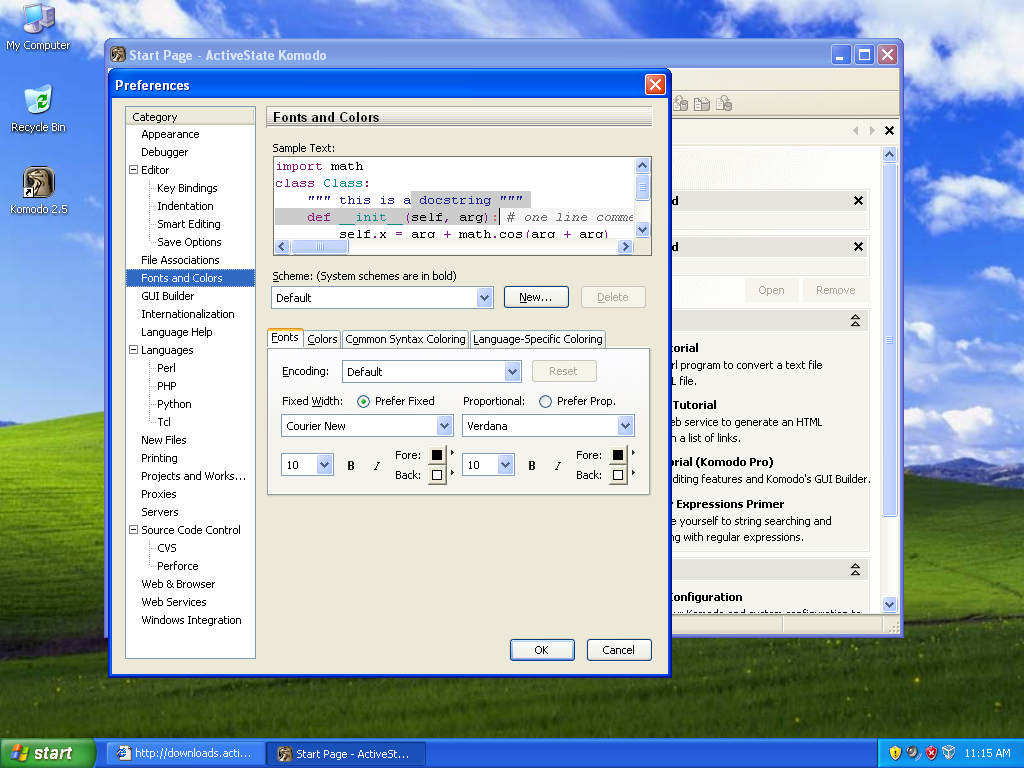 My Computer
Recycle Bin
Komodo 2.5
Start Page - ActiveState Komodo
Preferences
Category
Appearance
Debugger
Editor
Key Bindings
Indentation
Smart Editing
Save Options
File Associations
Fonts and Colors
GUI Builder
Internationalization
Language Help
Languages
Perl
PHP
Python
Tcl
New Files
Printing
Projects and Works...
Proxies
Servers
Source Code Control
CVS
Perforce
Web & Browser
Web Services
Windows Integration
Fonts and Colors
Sample Text:
import math
class Class:
""" this is a docstring """
def __init__(self, arg): # one line comme
self.x = arg + math.cos(arg + arg)
Scheme: (System schemes are in bold)
Default
New...
Delete
Fonts
Colors
Common Syntax Coloring
Language-Specific Coloring
Encoding:
Default
Reset
Fixed Width:
Prefer Fixed
Proportional:
Prefer Prop.
Courier New
Verdana
10
B
I
Fore:
Back:
10
B
I
Fore:
Back:
OK
Cancel
d
d
Open
Remove
orial
rl program to convert a text file
L file.
Tutorial
eb service to generate an HTML
n a list of links.
rial (Komodo Pro)
diting features and Komodo's GUI Builder.
r Expressions Primer
e yourself to string searching and
ng with regular expressions.
onfiguration
ur Komodo and system configuration to
start
http://downloads.acti...
Start Page - ActiveSt...
11:15 AM